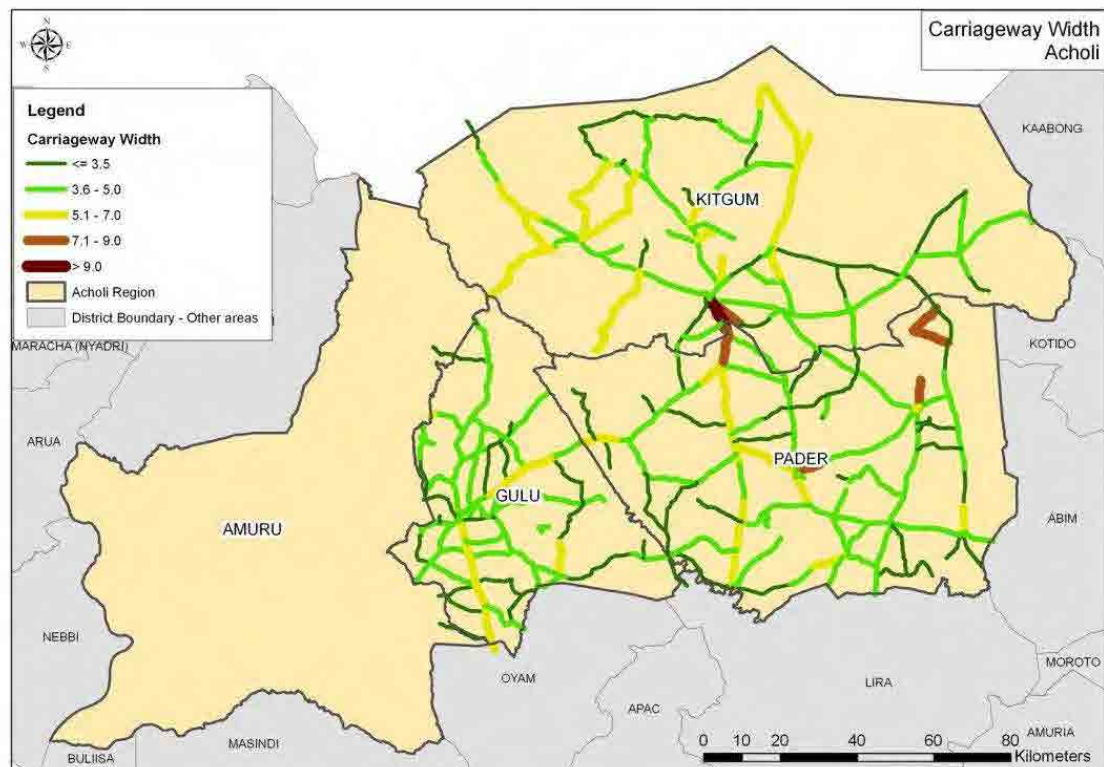 Carriageway Width
Acholi
N
W E
S
Legend
Carriageway Width
<= 3.5
3.6 - 5.0
5.1 - 7.0
7.1 - 9.0
> 9.0
Acholi Region
District Boundary - Other areas
KAABONG
KITGUM
MARACHA (NYADRI)
KOTIDO
ARUA
PADER
GULU
AMURU
ABIM
NEBBI
OYAM
MOROTO
LIRA
APAC
AMURIA
MASINDI
BULIISA
0 10 20 40 60 80
Kilometers